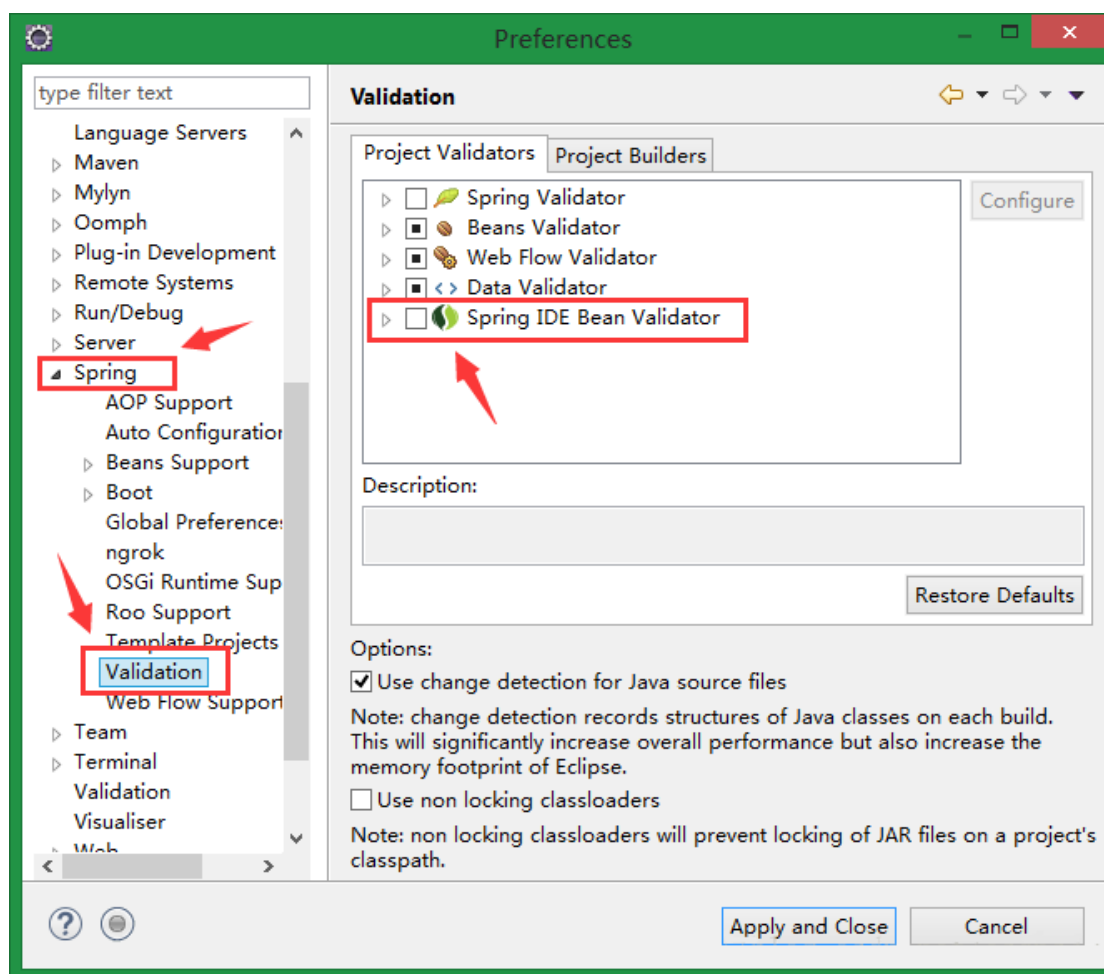 Preferences
type filter text
Language Servers
Maven
Mylyn
Oomph
Plug-in Development
Remote Systems
Run/Debug
Server
Spring
AOP Support
Auto Configuration
Beans Support
Boot
Global Preferences
ngrok
OSGi Runtime Sup
Roo Support
Template Projects
Validation
Web Flow Support
Team
Terminal
Validation
Visualiser
Web
Validation
Project Validators Project Builders
Spring Validator
Beans Validator
Web Flow Validator
Data Validator
Spring IDE Bean Validator
Configure
Description:
Restore Defaults
Options:
Use change detection for Java source files
Note: change detection records structures of Java classes on each build.
This will significantly increase overall performance but also increase the
memory footprint of Eclipse.
Use non locking classloaders
Note: non locking classloaders will prevent locking of JAR files on a project's
classpath.
Apply and Close Cancel